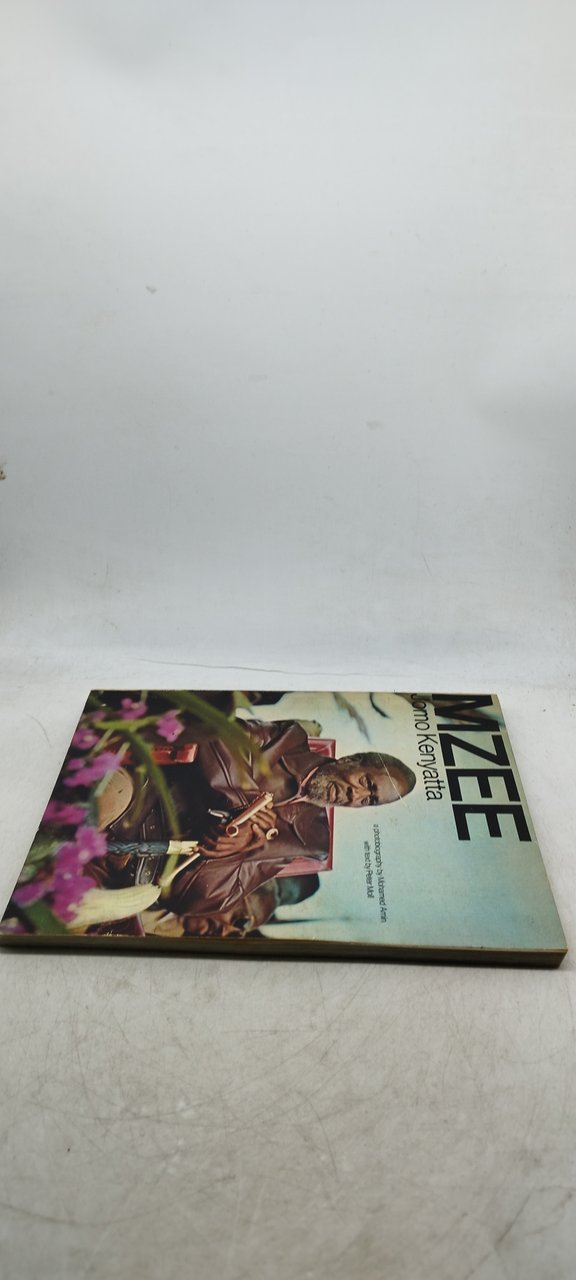 MZEE
Jomo Kenyatta
a photobiography by Mohamed Amin
with text by Peter Moll